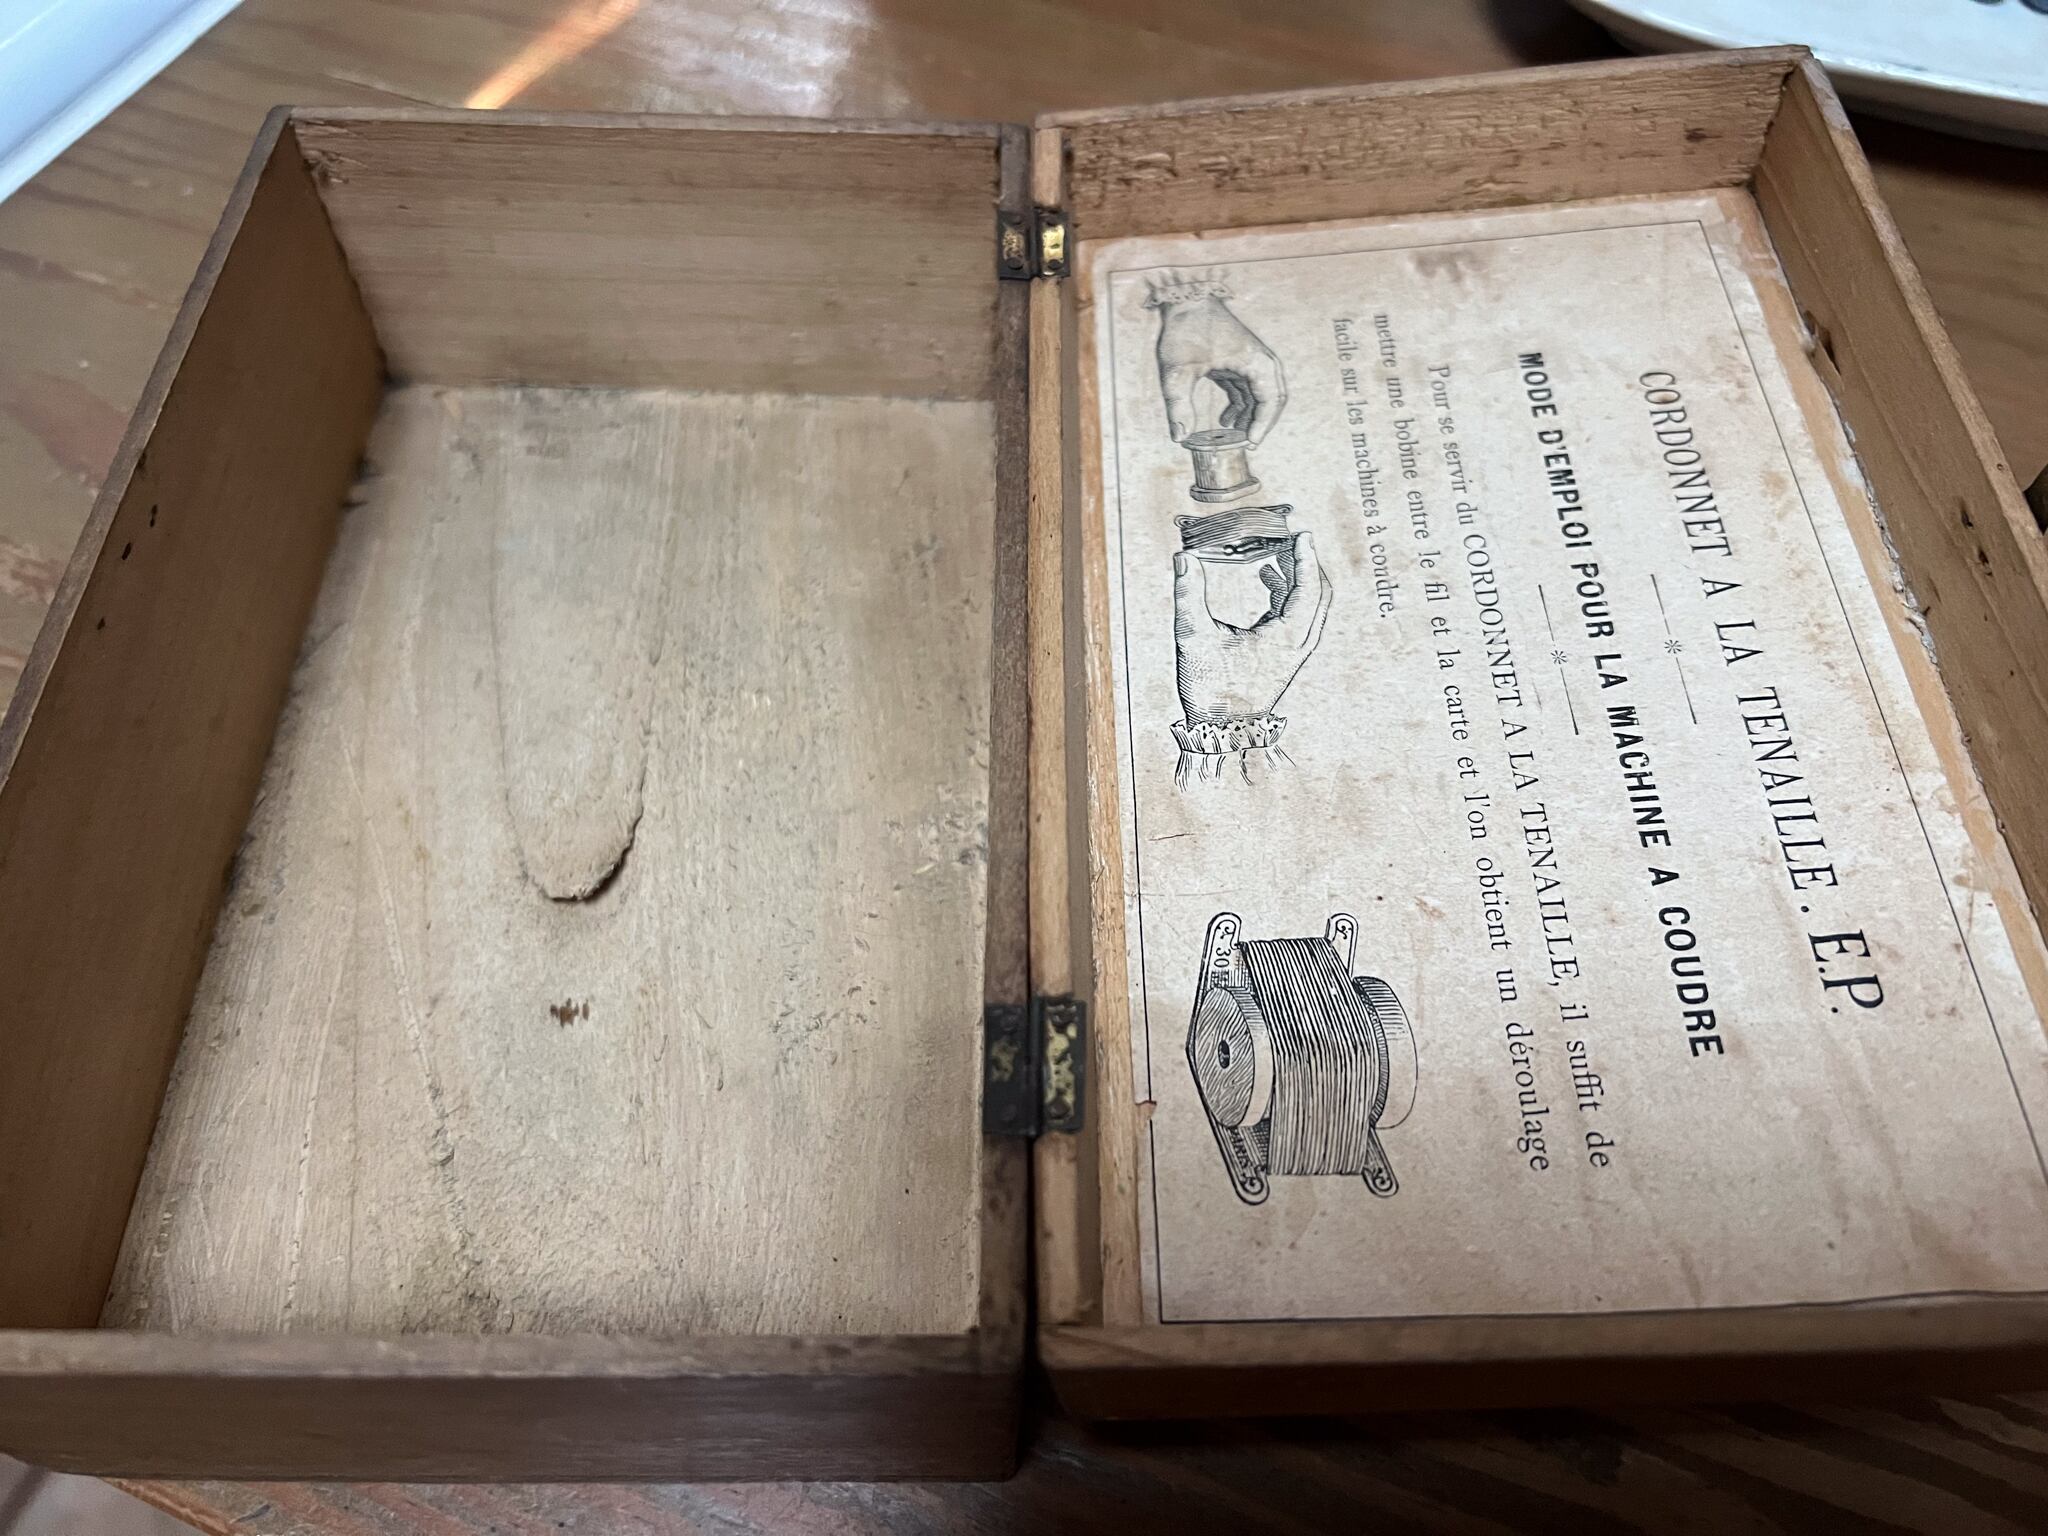 CORDONNET A LA TENAILLE. E.P.
MODE D'EMPLOI POUR LA MACHINE A COUDRE
Pour se servir du CORDONNET A LA TENAILLE, il suffit de
mettre une bobine entre le fil et la carte et l'on obtient un déroulage
facile sur les machines à coudre.
30
PARIS